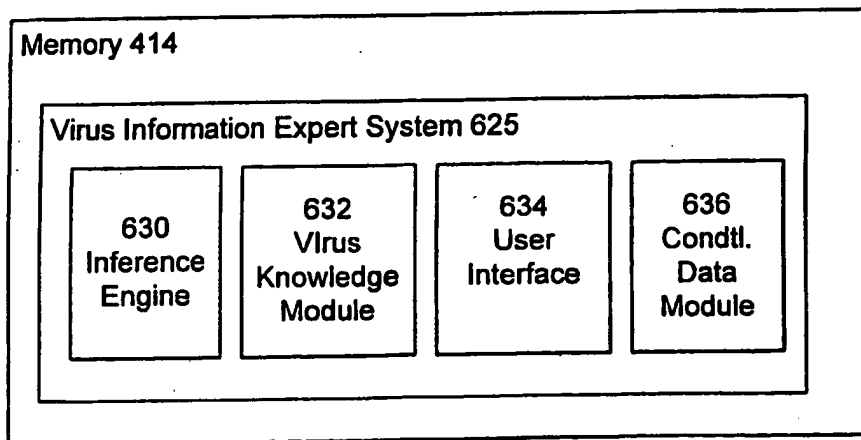 Memory 414
Virus Information Expert System 625
630
Inference
Engine
632
VIrus
Knowledge
Module
634
User
Interface
636
Condtl.
Data
Module